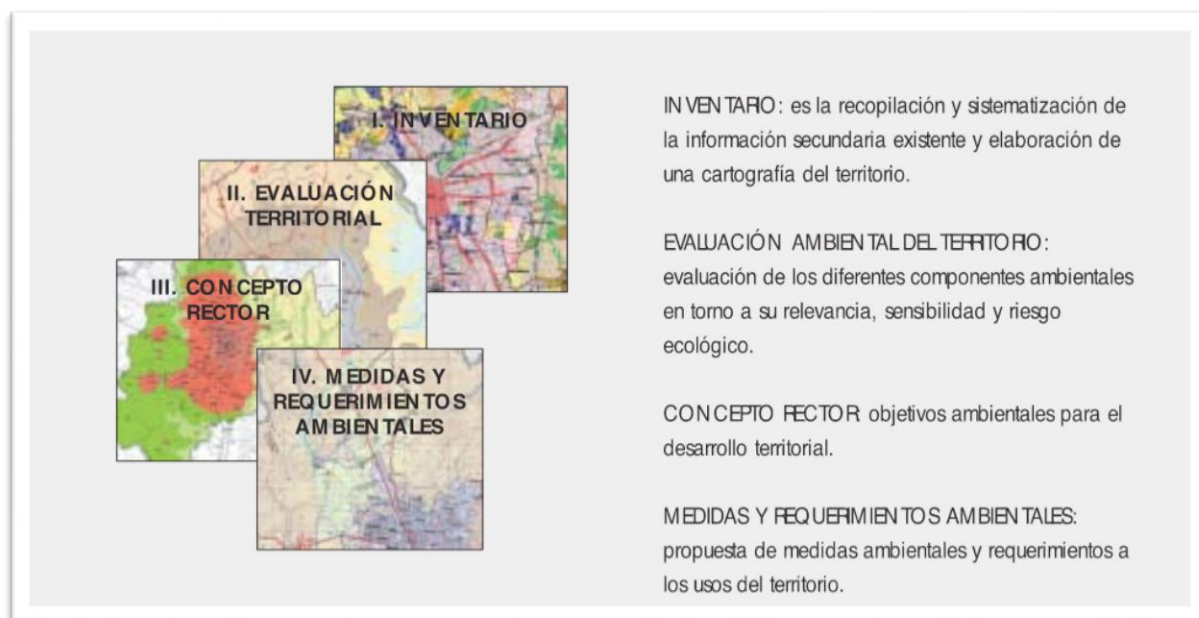 I. INVENTARIO
II. EVALUACIÓN
TERRITORIAL
III. CONCEPTO
RECTOR
IV. MEDIDAS Y
REQUERIMIENTOS
AMBIENTALES
INVENTARIO: es la recopilación y sistematización de
la información secundaria existente y elaboración de
una cartografía del territorio.
EVALUACIÓN AMBIENTAL DEL TERRITORIO:
evaluación de los diferentes componentes ambientales
en torno a su relevancia, sensibilidad y riesgo
ecológico.
CONCEPTO RECTOR: objetivos ambientales para el
desarrollo territorial.
MEDIDAS Y REQUERIMIENTOS AMBIENTALES:
propuesta de medidas ambientales y requerimientos a
los usos del territorio.